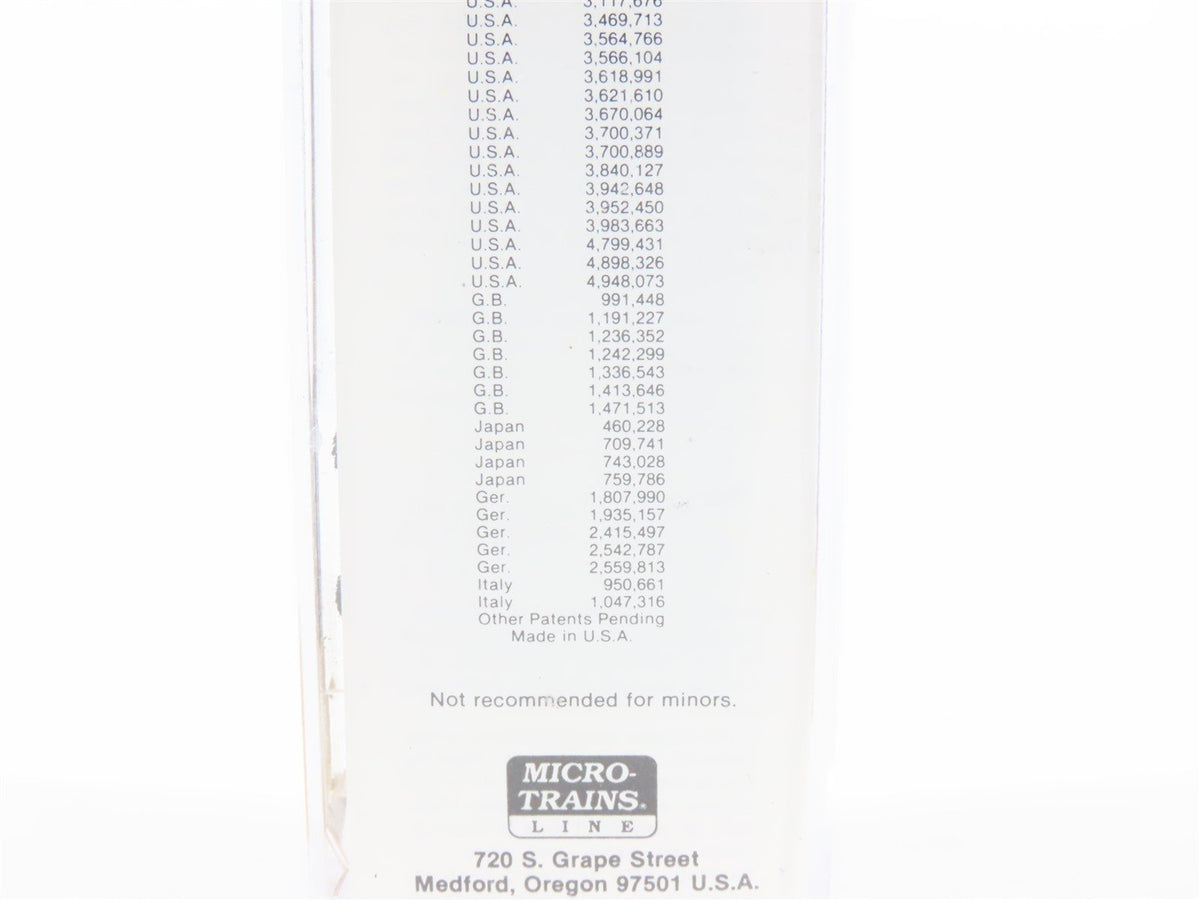 U.S.A. 3,117,676
U.S.A. 3,469,713
U.S.A. 3,564,766
U.S.A. 3,566,104
U.S.A. 3,618,991
U.S.A. 3,621,610
U.S.A. 3,670,064
U.S.A. 3,700,371
U.S.A. 3,700,889
U.S.A. 3,840,127
U.S.A. 3,942,648
U.S.A. 3,952,450
U.S.A. 3,983,663
U.S.A. 4,799,431
U.S.A. 4,898,326
U.S.A. 4,948,073
G.B. 991,448
G.B. 1,191,227
G.B. 1,236,352
G.B. 1,242,299
G.B. 1,336,543
G.B. 1,413,646
G.B. 1,471,513
Japan 460,228
Japan 709,741
Japan 743,028
Japan 759,786
Ger. 1,807,990
Ger. 1,935,157
Ger. 2,415,497
Ger. 2,542,787
Ger. 2,559,813
Italy 950,661
Italy 1,047,316
Other Patents Pending
Made in U.S.A.
Not recommended for minors.
MICRO-
TRAINS®
LINE
720 S. Grape Street
Medford, Oregon 97501 U.S.A.